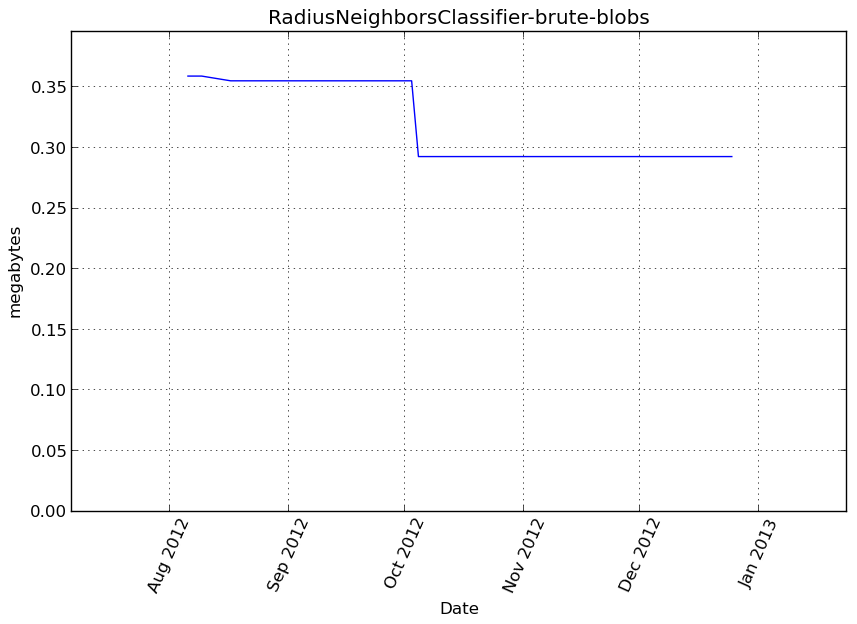 RadiusNeighborsClassifier-brute-blobs
0.35
0.30
0.25
0.20
0.15
0.10
0.05
0.00
megabytes
Aug 2012
Sep 2012
Oct 2012
Nov 2012
Dec 2012
Jan 2013
Date